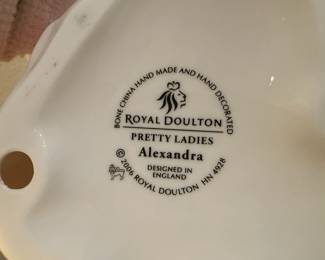 BONE CHINA HAND MADE AND HAND DECORATED
ROYAL DOULTON
PRETTY LADIES
Alexandra
DESIGNED IN
ENGLAND
© 2006 ROYAL DOULTON HN 4928